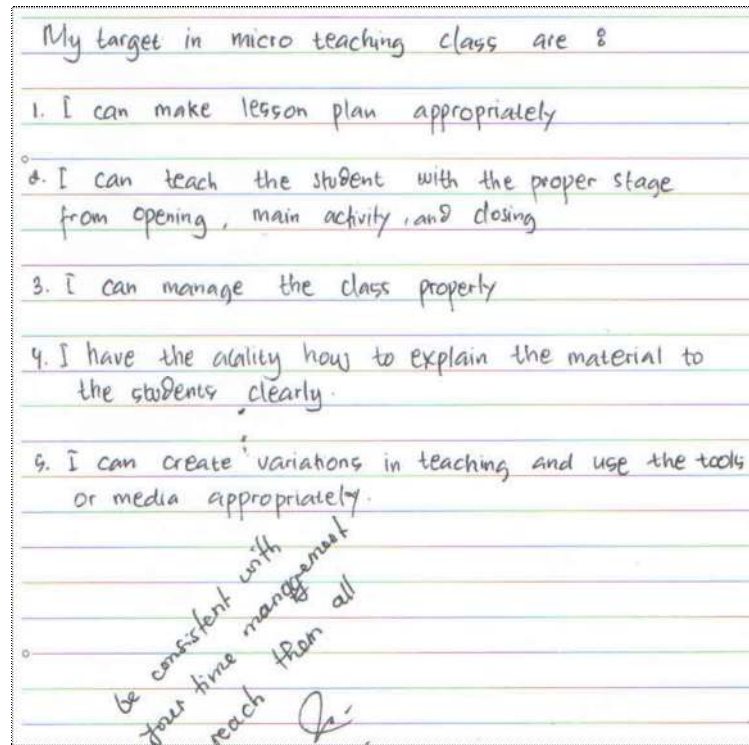 My target in micro teaching class are :
1. I can make lesson plan appropriately
2. I can teach the student with the proper stage
from opening, main activity, and closing
3. I can manage the class properly
4. I have the ability how to explain the material to
the students clearly.
5. I can create variations in teaching and use the tools
or media appropriately.
be consistent with
your time management
reach them all